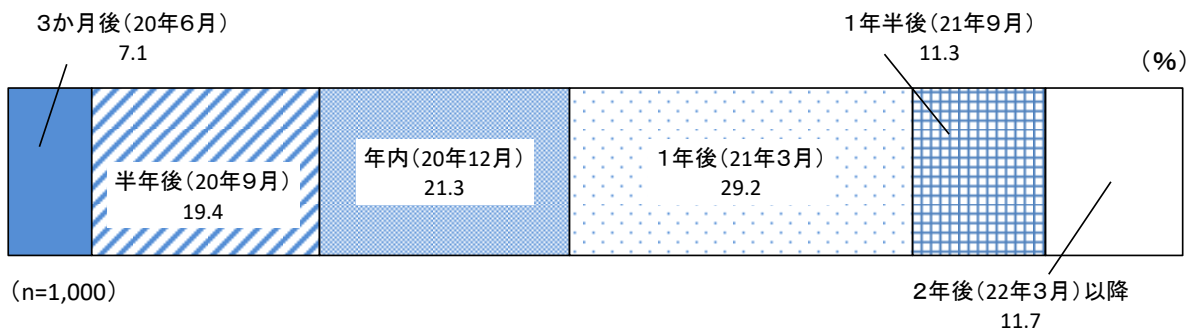 3か月後（20年６月）
7.1
１年半後（21年９月）
11.3
（％）
半年後（20年９月）
19.4
年内（20年12月）
21.3
１年後（21年３月）
29.2
（n=1,000）
２年後（22年３月）以降
11.7